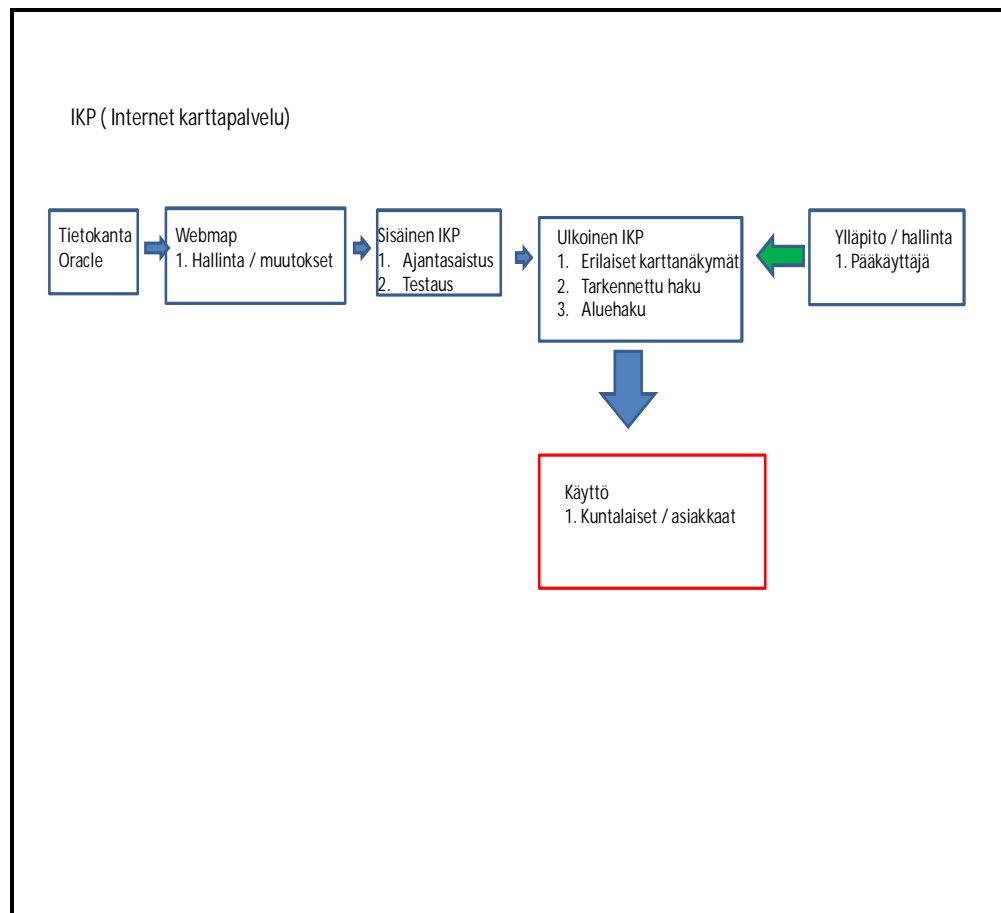 IKP ( Internet karttapalvelu)
Tietokanta
Oracle
Webmap
1. Hallinta / muutokset
Sisäinen IKP
1. Ajantasaistus
2. Testaus
Ulkoinen IKP
1. Erilaiset karttanäkymät
2. Tarkennettu haku
3. Aluehaku
Ylläpito / hallinta
1. Pääkäyttäjä
Käyttö
1. Kuntalaiset / asiakkaat